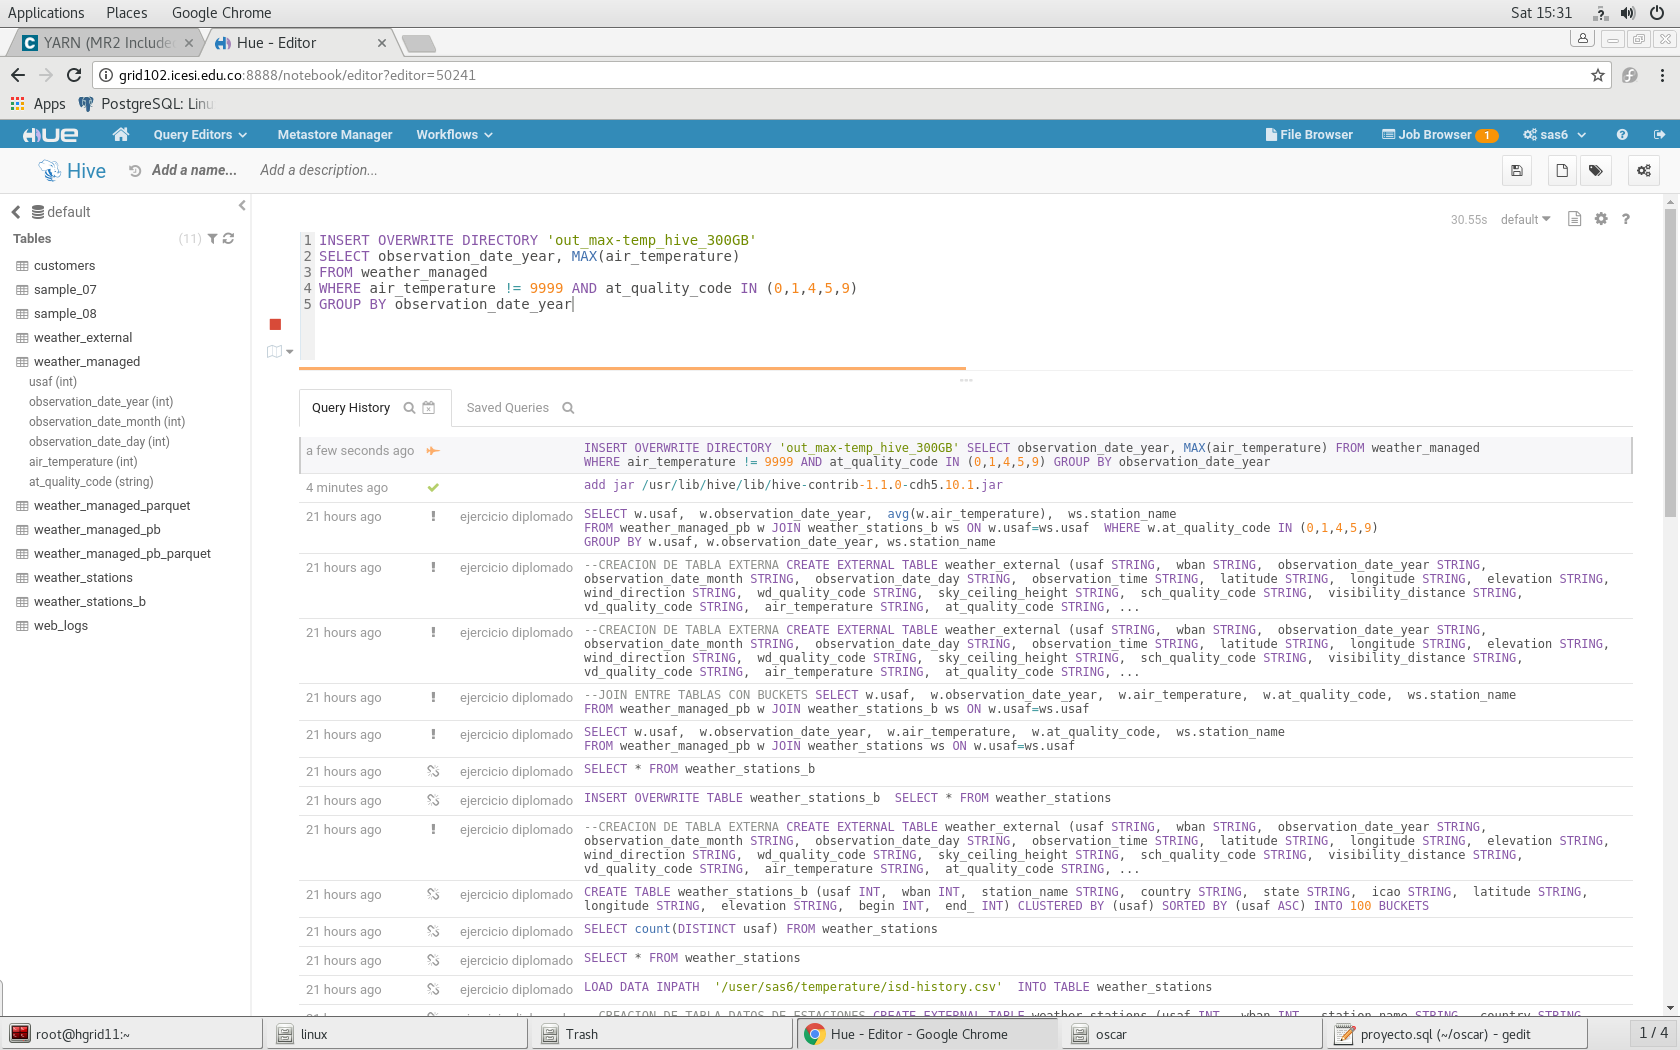 Applications Places Google Chrome Sat 15:31
YARN (MR2 Include Hue - Editor
grid102.icesi.edu.co:8888/notebook/editor?editor=50241
Apps PostgreSQL: Linu
HUE Query Editors Metastore Manager Workflows File Browser Job Browser 1 sas6
Hive Add a name... Add a description...
default
30.55s default ?
Tables (11)
customers
sample_07
sample_08
weather_external
weather_managed
usaf (int)
observation_date_year (int)
observation_date_month (int)
observation_date_day (int)
air_temperature (int)
at_quality_code (string)
weather_managed_parquet
weather_managed_pb
weather_managed_pb_parquet
weather_stations
weather_stations_b
web_logs
1 INSERT OVERWRITE DIRECTORY 'out_max-temp_hive_300GB'
2 SELECT observation_date_year, MAX(air_temperature)
3 FROM weather_managed
4 WHERE air_temperature != 9999 AND at_quality_code IN (0,1,4,5,9)
5 GROUP BY observation_date_year
Query History Saved Queries
a few seconds ago INSERT OVERWRITE DIRECTORY 'out_max-temp_hive_300GB' SELECT observation_date_year, MAX(air_temperature) FROM weather_managed
WHERE air_temperature != 9999 AND at_quality_code IN (0,1,4,5,9) GROUP BY observation_date_year
4 minutes ago add jar /usr/lib/hive/lib/hive-contrib-1.1.0-cdh5.10.1.jar
21 hours ago ! ejercicio diplomado SELECT w.usaf, w.observation_date_year, avg(w.air_temperature), ws.station_name
FROM weather_managed_pb w JOIN weather_stations_b ws ON w.usaf=ws.usaf WHERE w.at_quality_code IN (0,1,4,5,9)
GROUP BY w.usaf, w.observation_date_year, ws.station_name
21 hours ago ! ejercicio diplomado --CREACION DE TABLA EXTERNA CREATE EXTERNAL TABLE weather_external (usaf STRING, wban STRING, observation_date_year STRING,
observation_date_month STRING, observation_date_day STRING, observation_time STRING, latitude STRING, longitude STRING, elevation STRING,
wind_direction STRING, wd_quality_code STRING, sky_ceiling_height STRING, sch_quality_code STRING, visibility_distance STRING,
vd_quality_code STRING, air_temperature STRING, at_quality_code STRING, ...
21 hours ago ! ejercicio diplomado --CREACION DE TABLA EXTERNA CREATE EXTERNAL TABLE weather_external (usaf STRING, wban STRING, observation_date_year STRING,
observation_date_month STRING, observation_date_day STRING, observation_time STRING, latitude STRING, longitude STRING, elevation STRING,
wind_direction STRING, wd_quality_code STRING, sky_ceiling_height STRING, sch_quality_code STRING, visibility_distance STRING,
vd_quality_code STRING, air_temperature STRING, at_quality_code STRING, ...
21 hours ago ! ejercicio diplomado --JOIN ENTRE TABLAS CON BUCKETS SELECT w.usaf, w.observation_date_year, w.air_temperature, w.at_quality_code, ws.station_name
FROM weather_managed_pb w JOIN weather_stations_b ws ON w.usaf=ws.usaf
21 hours ago ! ejercicio diplomado SELECT w.usaf, w.observation_date_year, w.air_temperature, w.at_quality_code, ws.station_name
FROM weather_managed_pb w JOIN weather_stations ws ON w.usaf=ws.usaf
21 hours ago ejercicio diplomado SELECT * FROM weather_stations_b
21 hours ago ejercicio diplomado INSERT OVERWRITE TABLE weather_stations_b SELECT * FROM weather_stations
21 hours ago ! ejercicio diplomado --CREACION DE TABLA EXTERNA CREATE EXTERNAL TABLE weather_external (usaf STRING, wban STRING, observation_date_year STRING,
observation_date_month STRING, observation_date_day STRING, observation_time STRING, latitude STRING, longitude STRING, elevation STRING,
wind_direction STRING, wd_quality_code STRING, sky_ceiling_height STRING, sch_quality_code STRING, visibility_distance STRING,
vd_quality_code STRING, air_temperature STRING, at_quality_code STRING, ...
21 hours ago ejercicio diplomado CREATE TABLE weather_stations_b (usaf INT, wban INT, station_name STRING, country STRING, state STRING, icao STRING, latitude STRING,
longitude STRING, elevation STRING, begin INT, end_ INT) CLUSTERED BY (usaf) SORTED BY (usaf ASC) INTO 100 BUCKETS
21 hours ago ejercicio diplomado SELECT count(DISTINCT usaf) FROM weather_stations
21 hours ago ejercicio diplomado SELECT * FROM weather_stations
21 hours ago ejercicio diplomado LOAD DATA INPATH '/user/sas6/temperature/isd-history.csv' INTO TABLE weather_stations
--CREACION DE TABLA DATOS DE ESTACIONES CREATE EXTERNAL TABLE weather_stations (usaf INT, wban INT, station_name STRING, country STRING,
root@hgrid11:~ linux Trash Hue - Editor - Google Chrome oscar proyecto.sql (~/oscar) - gedit 1 / 4